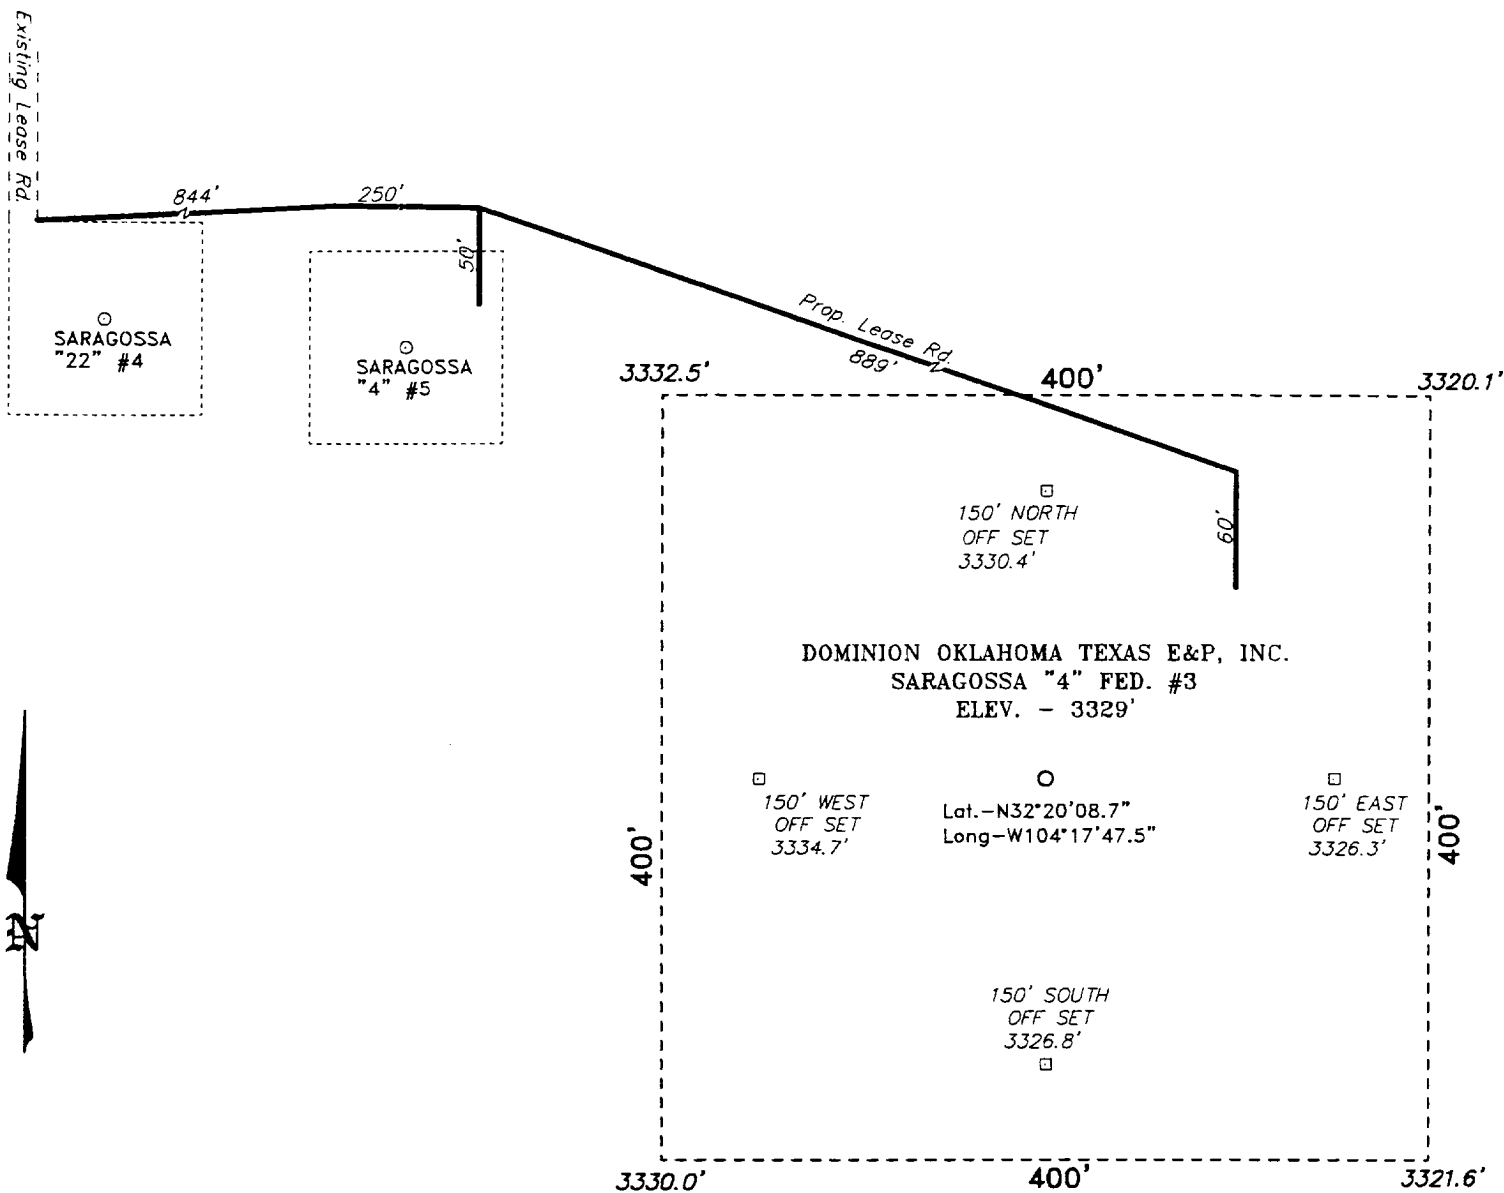 Existing Lease Rd.
844'
250'
50'
SARAGOSSA
"22" #4
SARAGOSSA
"4" #5
Prop. Lease Rd.
889'
3332.5'
400'
3320.1'
150' NORTH
OFF SET
3330.4'
60'
DOMINION OKLAHOMA TEXAS E&P, INC.
SARAGOSSA "4" FED. #3
ELEV. - 3329'
150' WEST
OFF SET
3334.7'
Lat.-N32°20'08.7"
Long-W104°17'47.5"
150' EAST
OFF SET
3326.3'
400'
400'
N
150' SOUTH
OFF SET
3326.8'
3330.0'
400'
3321.6'